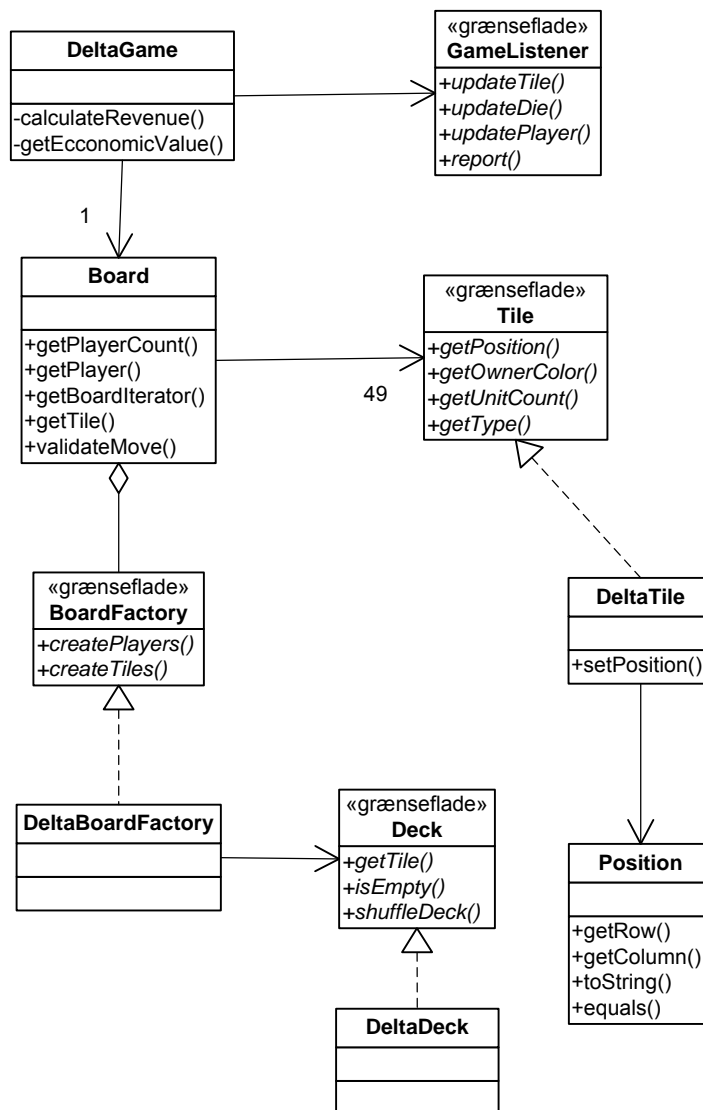 DeltaGame
-calculateRevenue()
-getEcconomicValue()
«grænseflade»
GameListener
+updateTile()
+updateDie()
+updatePlayer()
+report()
1
Board
+getPlayerCount()
+getPlayer()
+getBoardIterator()
+getTile()
+validateMove()
49
«grænseflade»
Tile
+getPosition()
+getOwnerColor()
+getUnitCount()
+getType()
«grænseflade»
BoardFactory
+createPlayers()
+createTiles()
DeltaTile
+setPosition()
DeltaBoardFactory
«grænseflade»
Deck
+getTile()
+isEmpty()
+shuffleDeck()
Position
+getRow()
+getColumn()
+toString()
+equals()
DeltaDeck